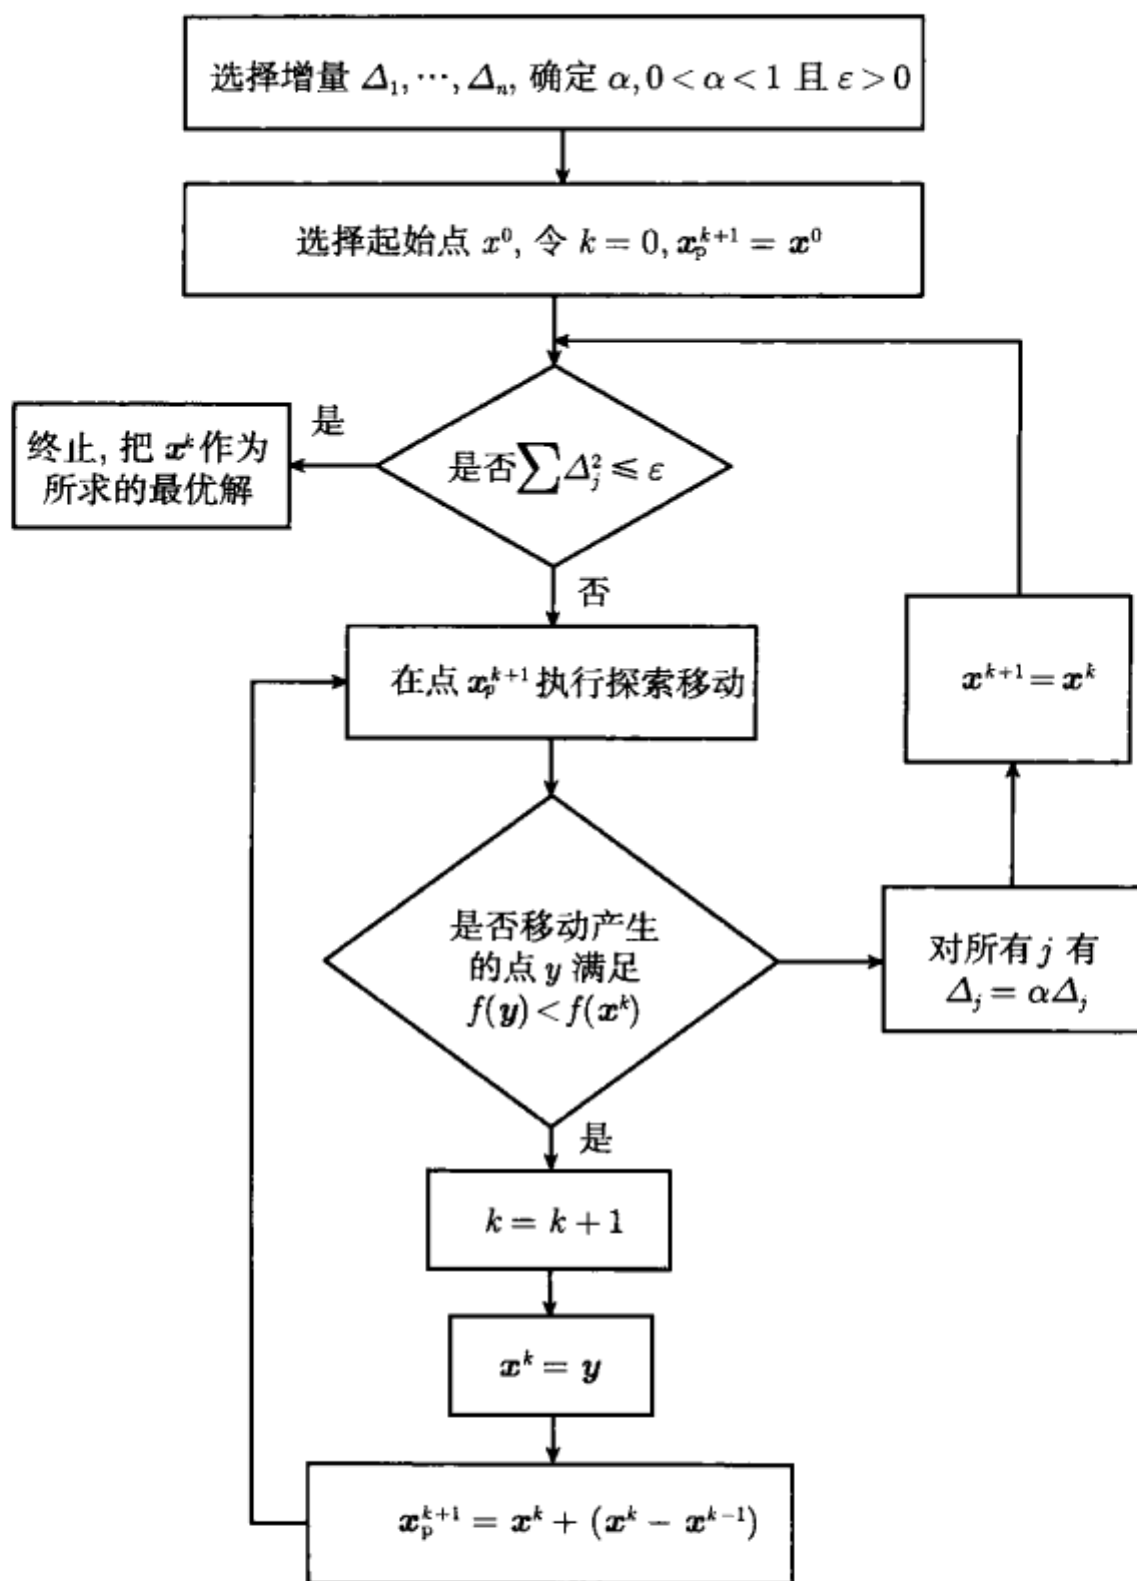 选择增量 Δ₁, ···, Δₙ, 确定 α, 0 < α < 1 且 ε > 0
选择起始点 x⁰, 令 k = 0, xₚᵏ⁺¹ = x⁰
是
终止, 把 xᵏ 作为
所求的最优解
是否 ∑Δⱼ² ⩽ ε
否
在点 xₚᵏ⁺¹ 执行探索移动
xᵏ⁺¹ = xᵏ
是否移动产生
的点 y 满足
f(y) < f(xᵏ)
对所有 j 有
Δⱼ = αΔⱼ
是
k = k + 1
xᵏ = y
xₚᵏ⁺¹ = xᵏ + (xᵏ − xᵏ⁻¹)